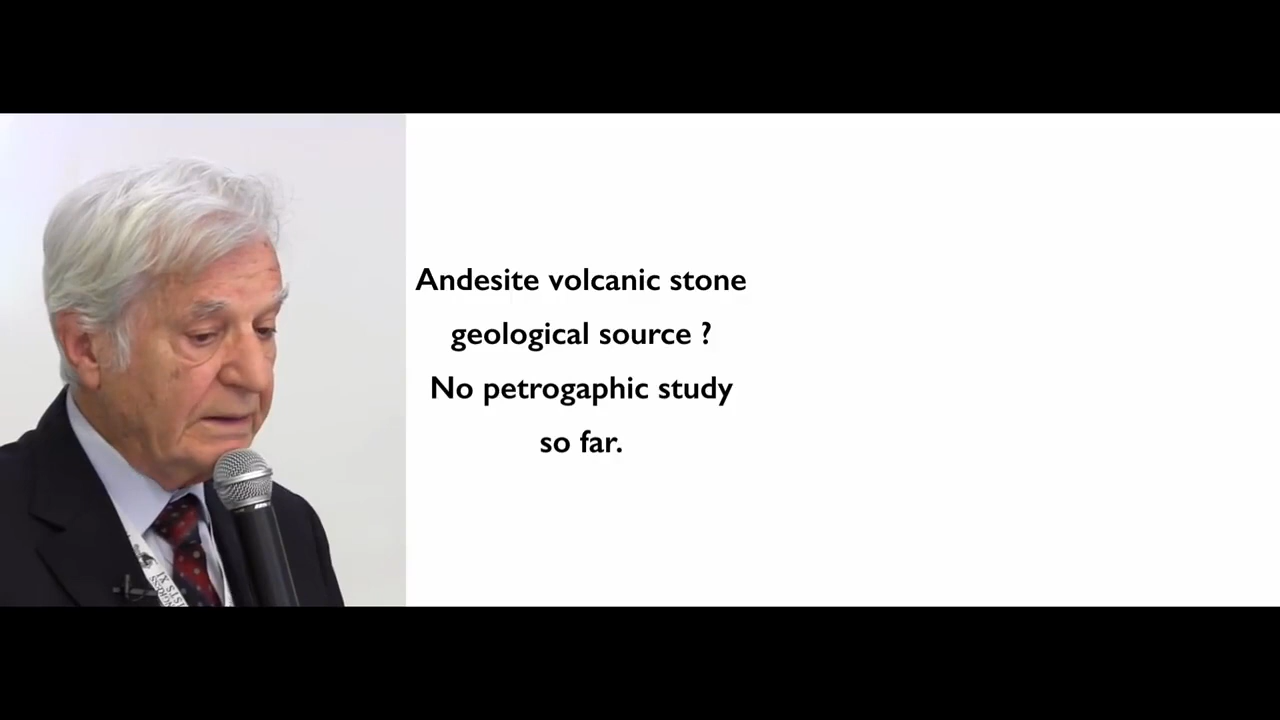 Andesite volcanic stone
geological source ?
No petrogaphic study
so far.